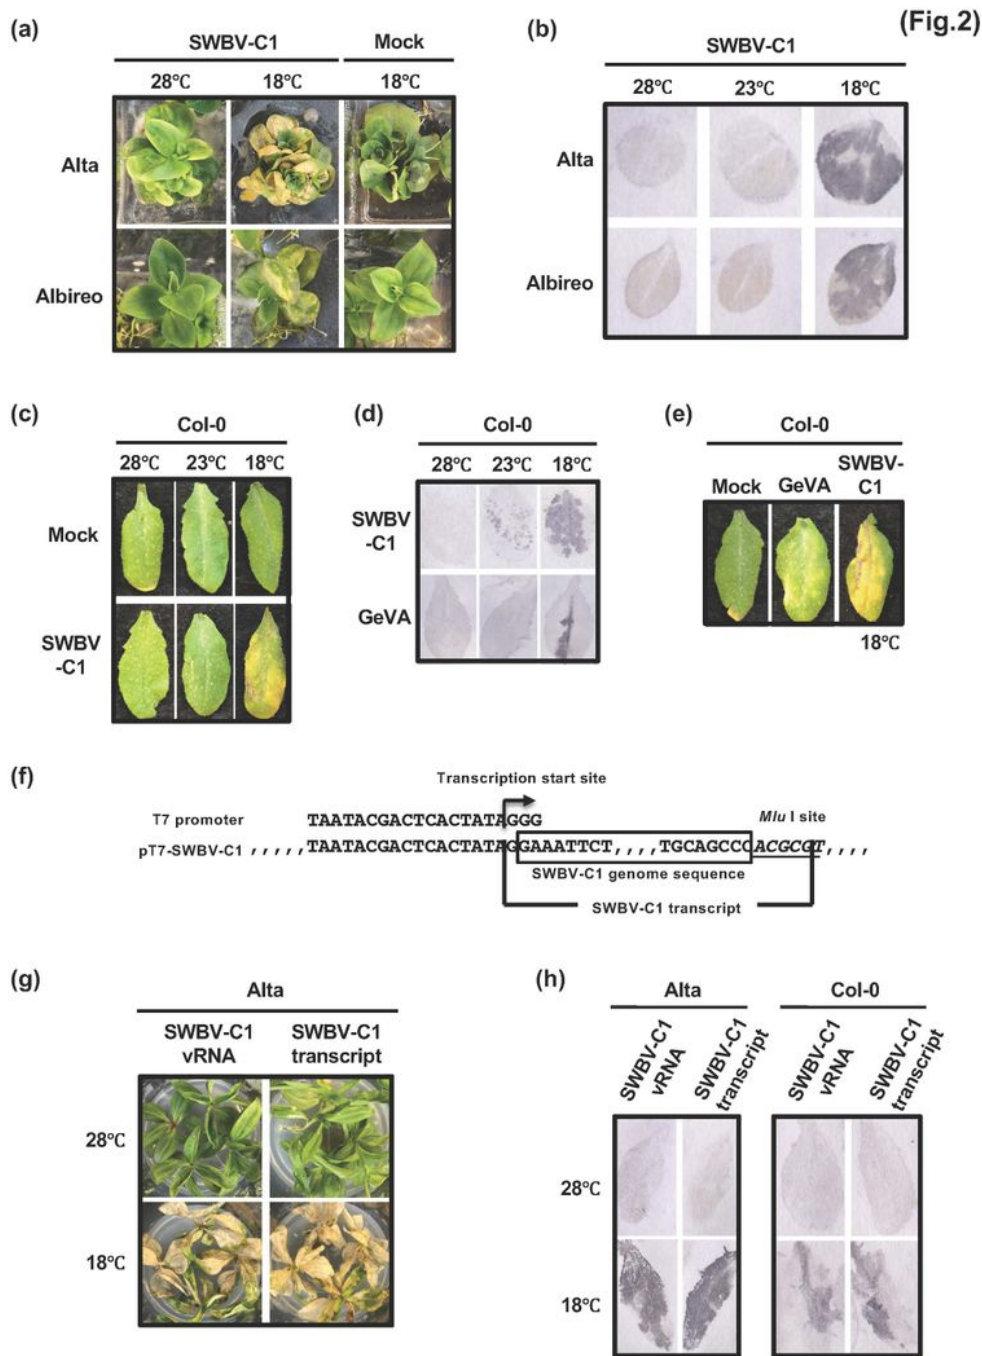 (Fig.2)
(a)
SWBV-C1 Mock
28℃ 18℃ 18℃
Alta
Albireo
(b)
SWBV-C1
28℃ 23℃ 18℃
Alta
Albireo
(c)
Col-0
28℃ 23℃ 18℃
Mock
SWBV
-C1
(d)
Col-0
28℃ 23℃ 18℃
SWBV
-C1
GeVA
(e)
Col-0
Mock GeVA SWBV-
C1
18℃
(f)
Transcription start site
T7 promoter TAATACGACTCACTATAGGG
Mlu I site
pT7-SWBV-C1 ,,,,,TAATACGACTCACTATAGGAAATTCT,,,,TGCAGCCCACGCGT,,,,
SWBV-C1 genome sequence
SWBV-C1 transcript
(g)
Alta
SWBV-C1 SWBV-C1
vRNA transcript
28℃
18℃
(h)
Alta Col-0
SWBV-C1
vRNA
SWBV-C1
transcript
SWBV-C1
vRNA
SWBV-C1
transcript
28℃
18℃